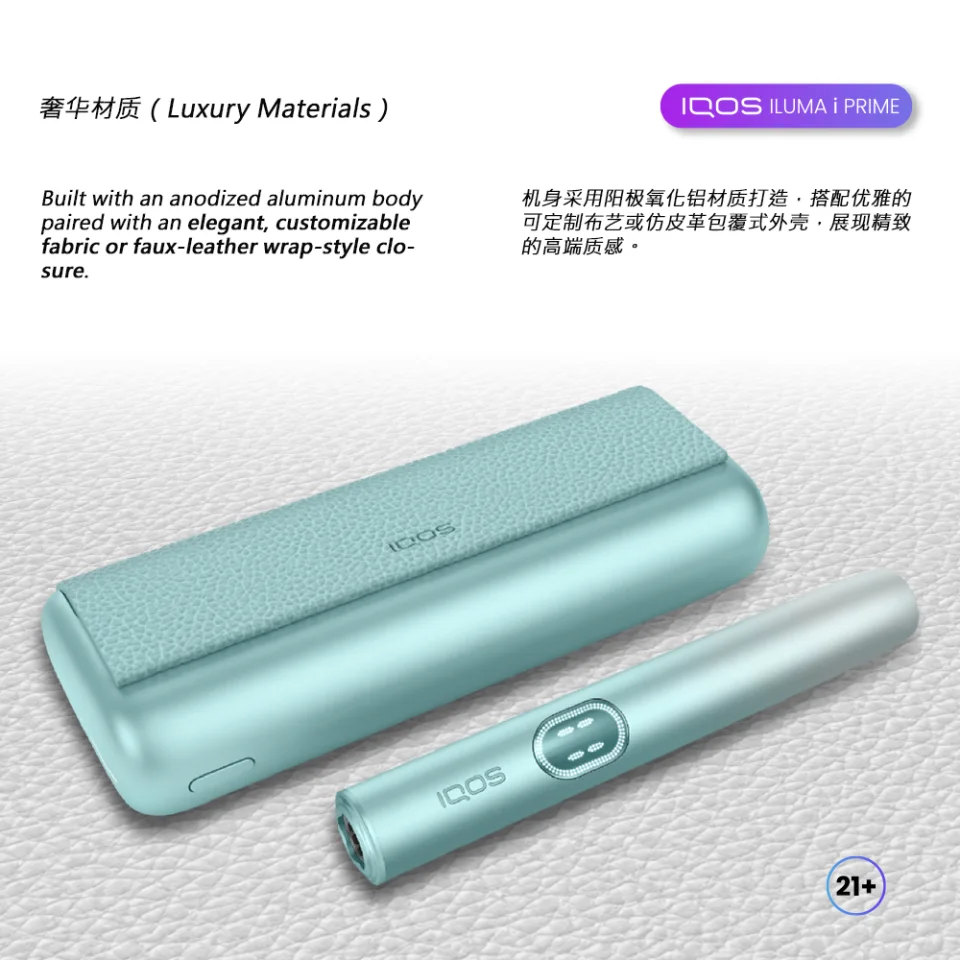 奢华材质（Luxury Materials）
IQOS ILUMA i PRIME
Built with an anodized aluminum body
paired with an elegant, customizable
fabric or faux-leather wrap-style clo-
sure.
机身采用阳极氧化铝材质打造，搭配优雅的
可定制布艺或仿皮革包覆式外壳，展现精致
的高端质感。
IQOS
IQOS
21+